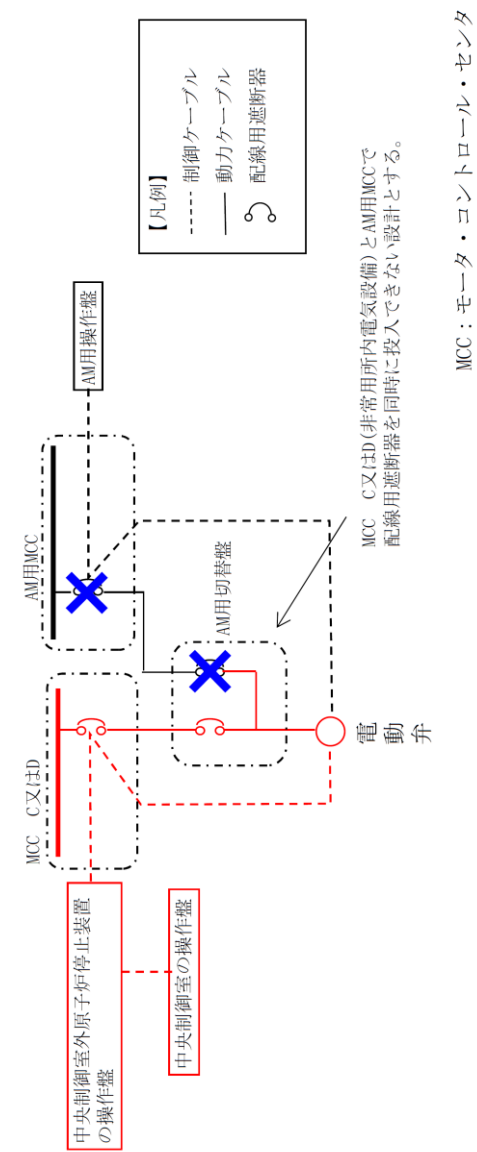 中央制御室外原子炉停止装置
の操作盤
中央制御室の操作盤
MCC C又はD
AM用MCC
AM用操作盤
AM用切替盤
電動弁
MCC C又はD(非常用所内電気設備)とAM用MCCで
配線用遮断器を同時に投入できない設計とする。
【凡例】
制御ケーブル
動力ケーブル
配線用遮断器
MCC：モータ・コントロール・センタ